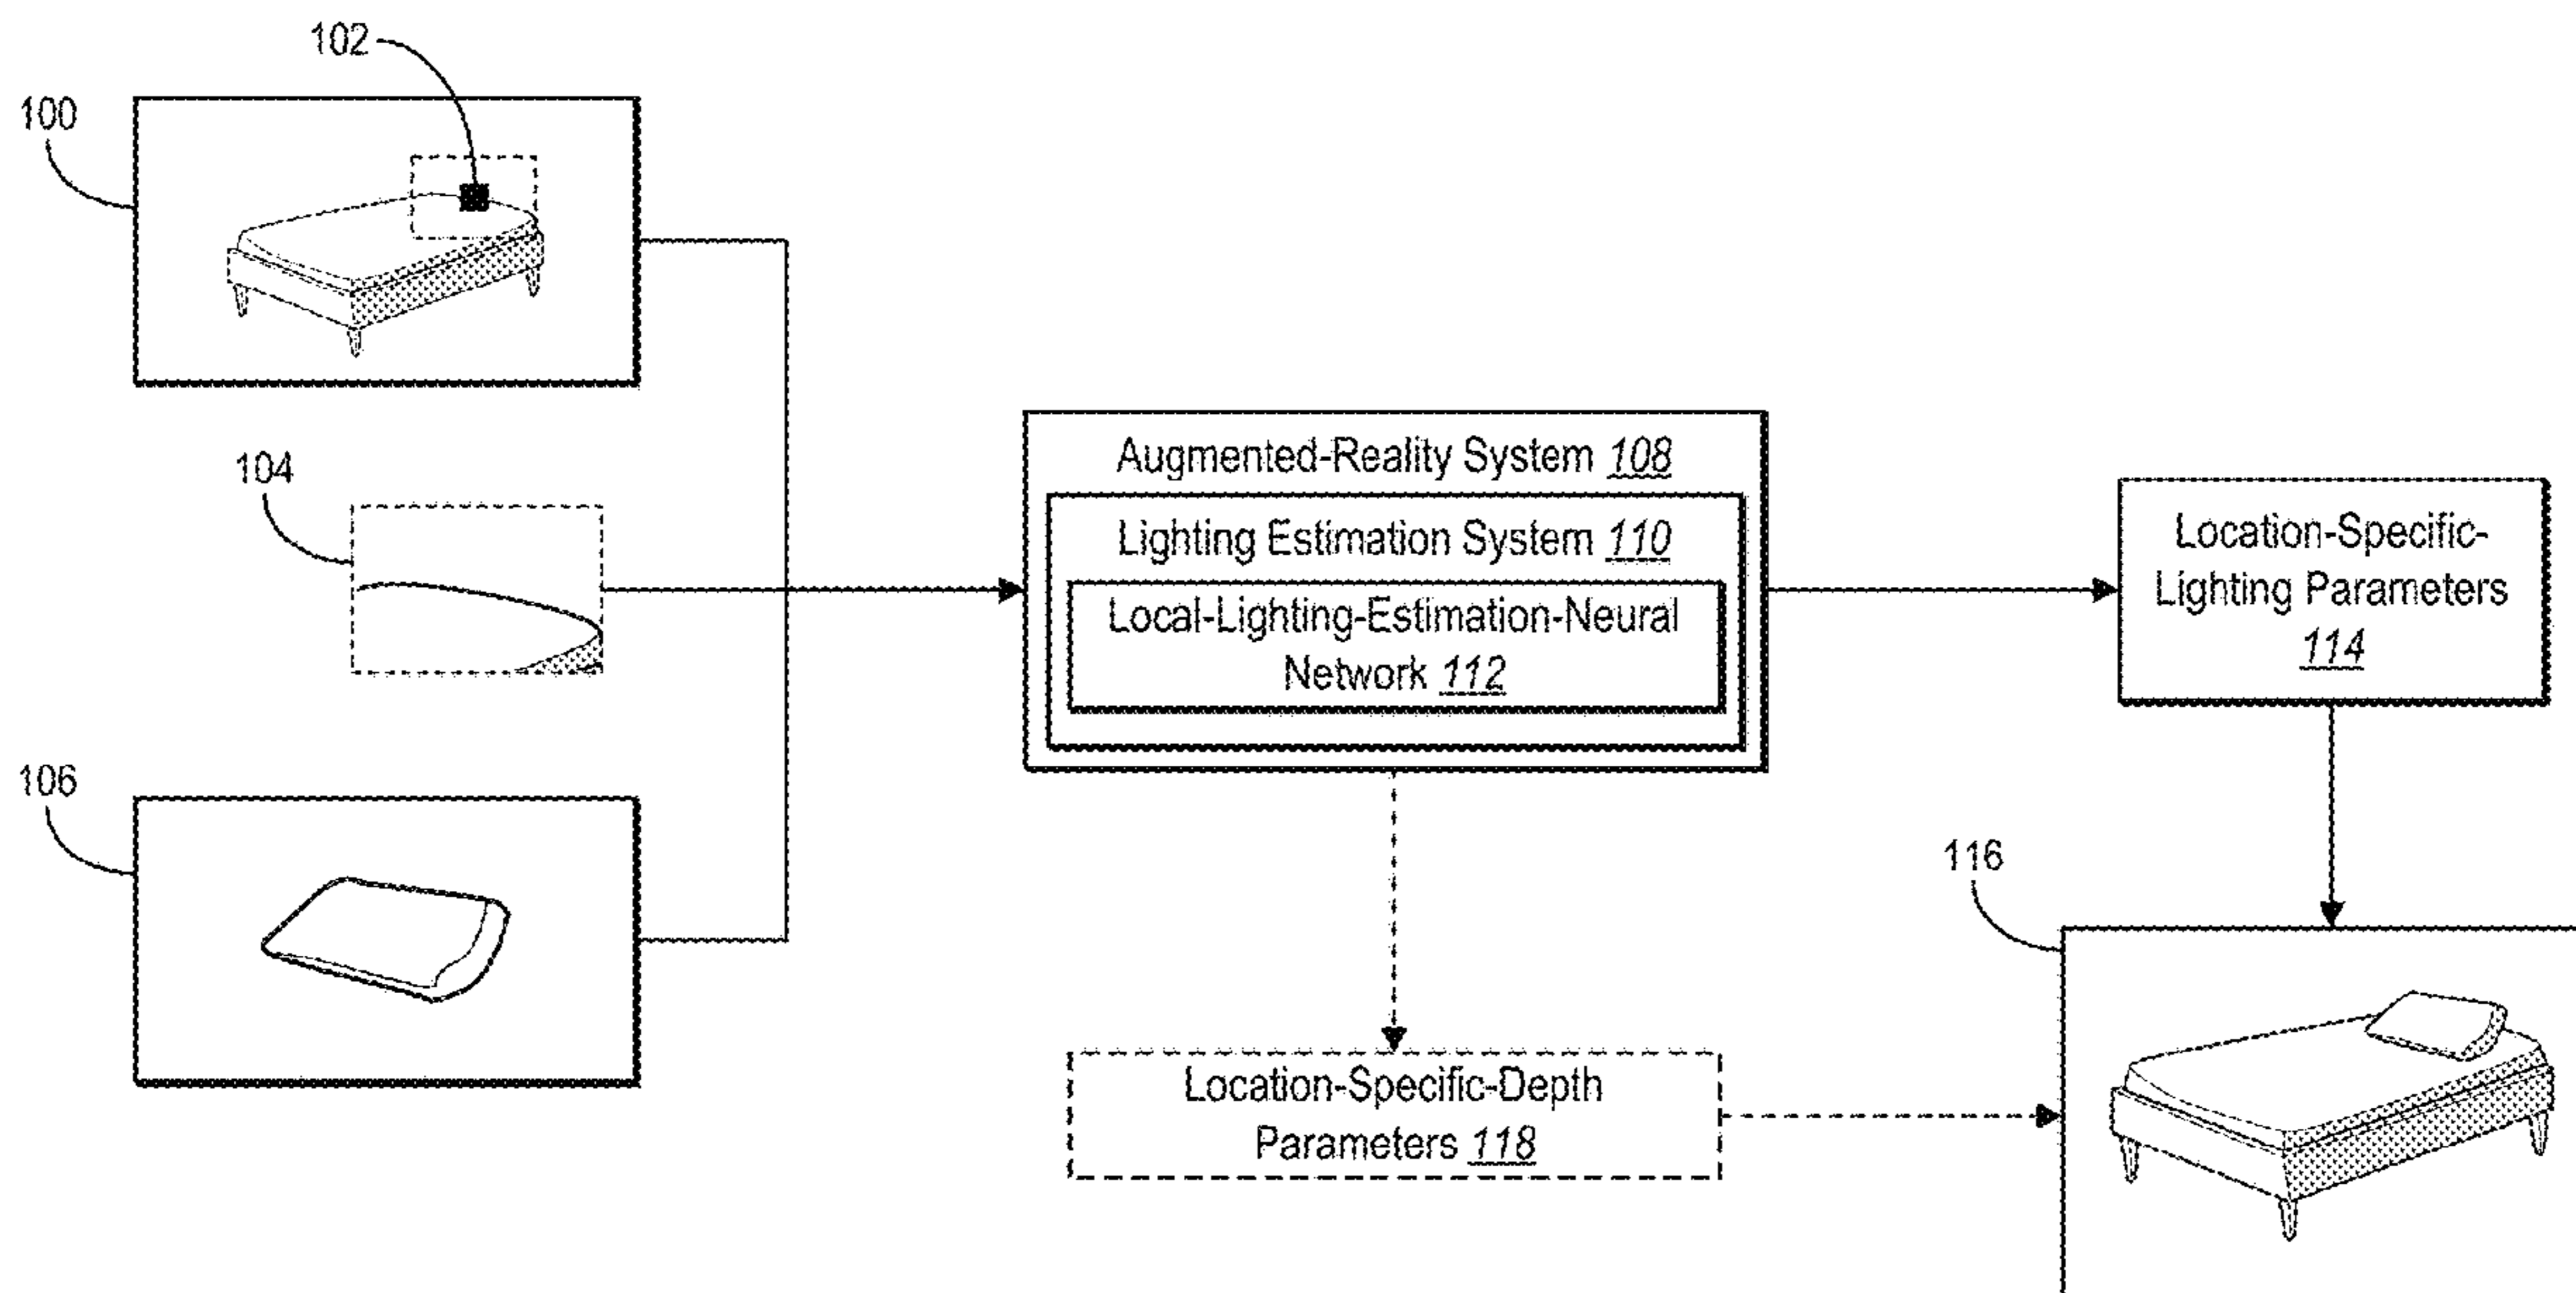 102
100
104
106
Augmented-Reality System 108
Lighting Estimation System 110
Local-Lighting-Estimation-Neural
Network 112
Location-Specific-
Lighting Parameters
114
116
Location-Specific-Depth
Parameters 118